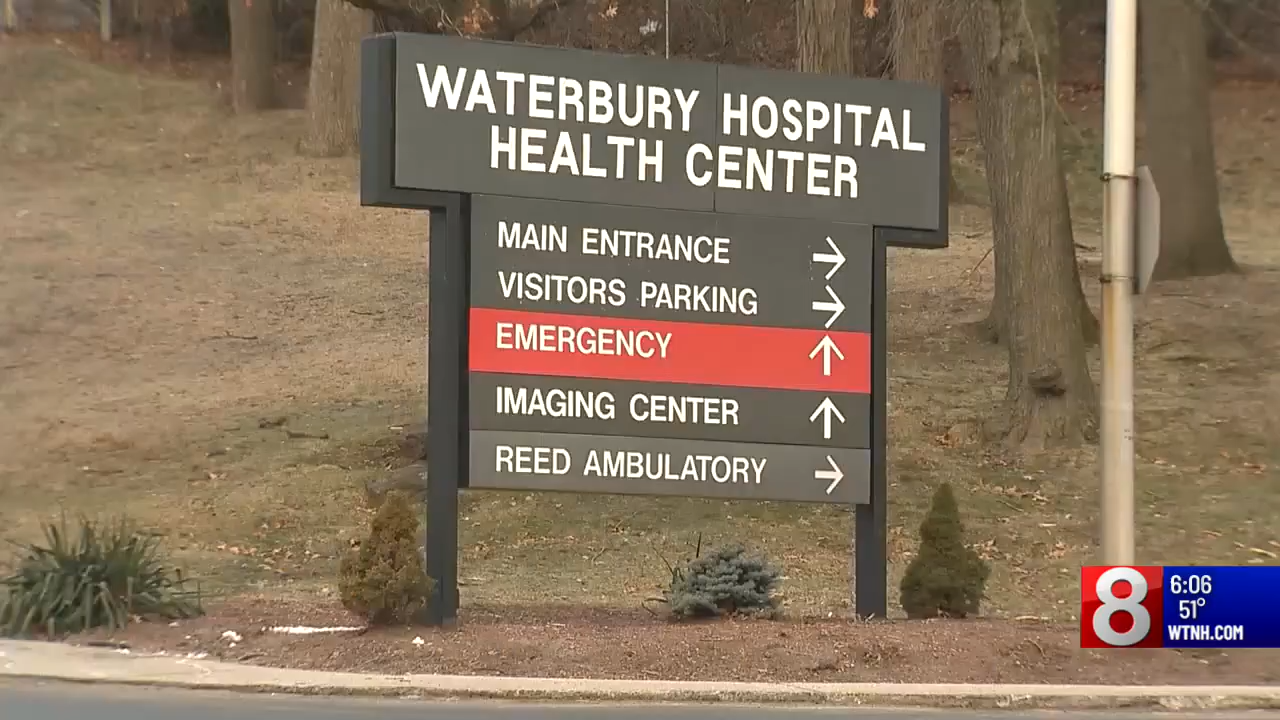 WATERBURY HOSPITAL
HEALTH CENTER
MAIN ENTRANCE →
VISITORS PARKING →
EMERGENCY ↑
IMAGING CENTER ↑
REED AMBULATORY →
8
6:06
51°
WTNH.COM